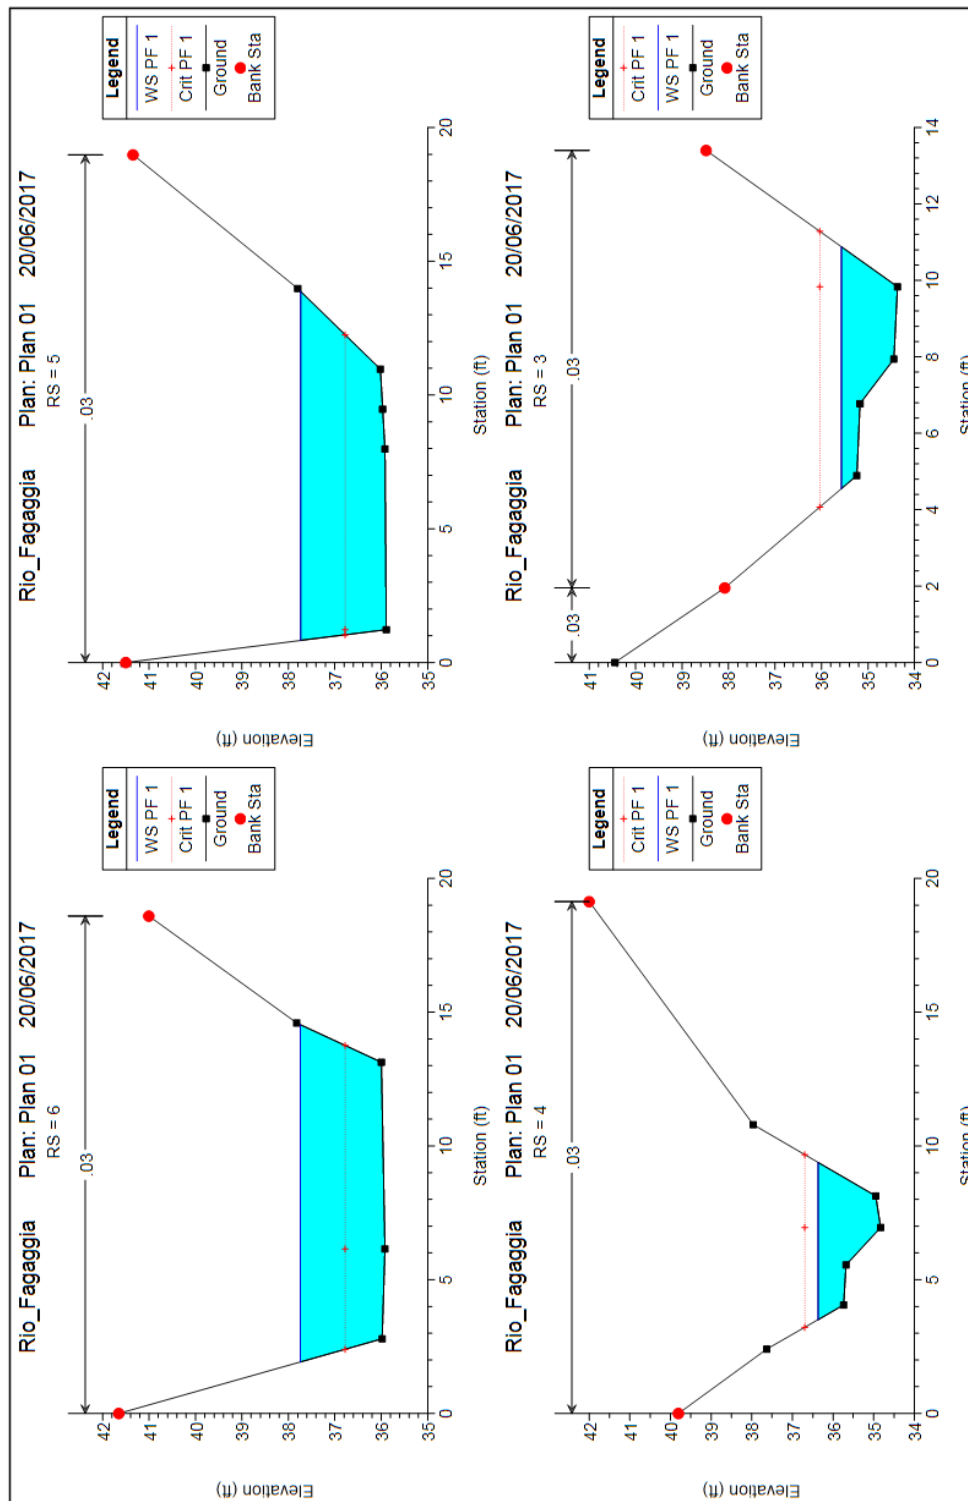 Rio_Fagaggia Plan: Plan 01 20/06/2017
RS = 6
.03
42
41
40
39
38
37
36
35
Elevation (ft)
0
5
10
15
20
Station (ft)
Legend
WS PF 1
Crit PF 1
Ground
Bank Sta
Rio_Fagaggia Plan: Plan 01 20/06/2017
RS = 5
.03
42
41
40
39
38
37
36
35
Elevation (ft)
0
5
10
15
20
Station (ft)
Legend
WS PF 1
Crit PF 1
Ground
Bank Sta
Rio_Fagaggia Plan: Plan 01 20/06/2017
RS = 4
.03
42
41
40
39
38
37
36
35
34
Elevation (ft)
0
5
10
15
20
Station (ft)
Legend
Crit PF 1
WS PF 1
Ground
Bank Sta
Rio_Fagaggia Plan: Plan 01 20/06/2017
RS = 3
.03
.03
41
40
39
38
37
36
35
34
Elevation (ft)
0
2
4
6
8
10
12
14
Station (ft)
Legend
Crit PF 1
WS PF 1
Ground
Bank Sta